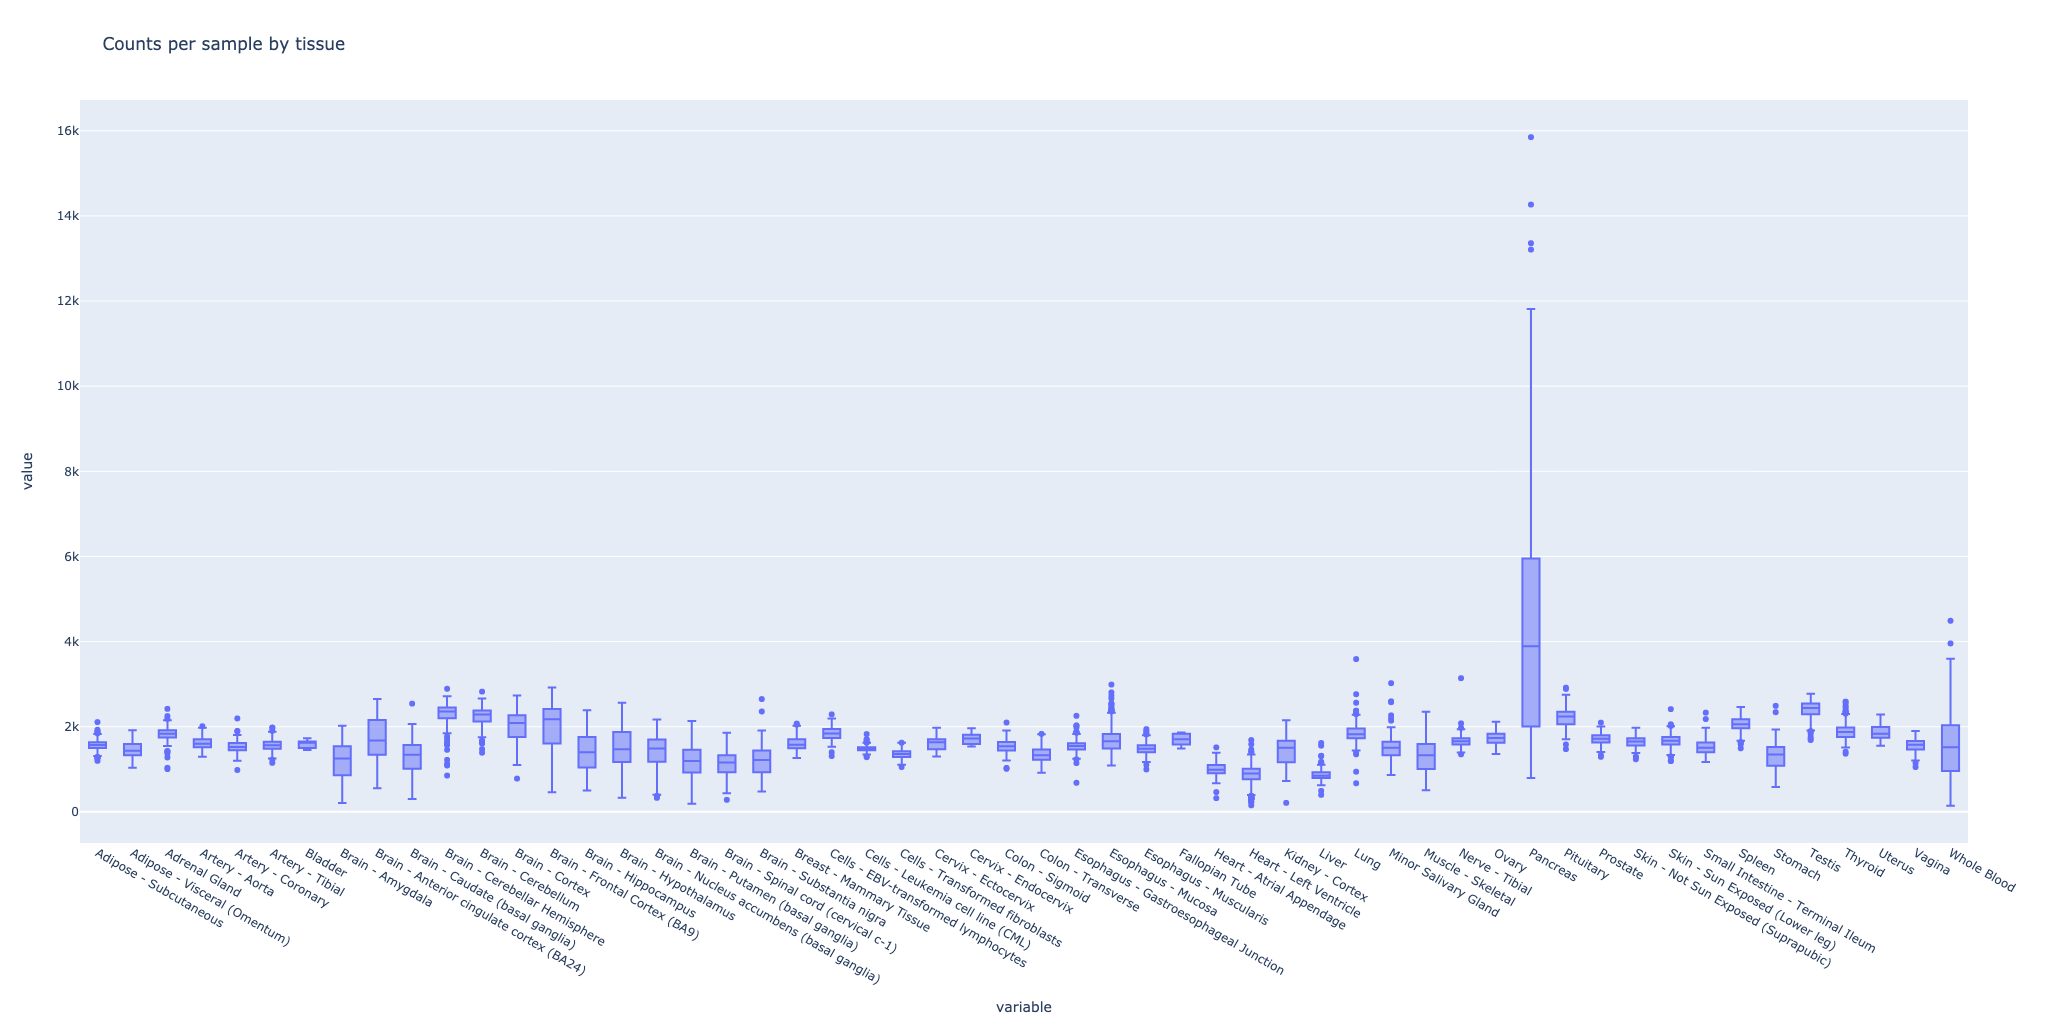 Counts per sample by tissue
16k
14k
12k
10k
8k
6k
4k
2k
0
value
Adipose - Subcutaneous
Adipose - Visceral (Omentum)
Adrenal Gland
Artery - Aorta
Artery - Coronary
Artery - Tibial
Bladder
Brain - Amygdala
Brain - Anterior cingulate cortex (BA24)
Brain - Caudate (basal ganglia)
Brain - Cerebellar Hemisphere
Brain - Cerebellum
Brain - Cortex
Brain - Frontal Cortex (BA9)
Brain - Hippocampus
Brain - Hypothalamus
Brain - Nucleus accumbens (basal ganglia)
Brain - Putamen (basal ganglia)
Brain - Spinal cord (cervical c-1)
Brain - Substantia nigra
Breast - Mammary Tissue
Cells - EBV-transformed lymphocytes
Cells - Leukemia cell line (CML)
Cells - Transformed fibroblasts
Cervix - Ectocervix
Cervix - Endocervix
Colon - Sigmoid
Colon - Transverse
Esophagus - Gastroesophageal Junction
Esophagus - Mucosa
Esophagus - Muscularis
Fallopian Tube
Heart - Atrial Appendage
Heart - Left Ventricle
Kidney - Cortex
Liver
Lung
Minor Salivary Gland
Muscle - Skeletal
Nerve - Tibial
Ovary
Pancreas
Pituitary
Prostate
Skin - Not Sun Exposed (Suprapubic)
Skin - Sun Exposed (Lower leg)
Small Intestine - Terminal Ileum
Spleen
Stomach
Testis
Thyroid
Uterus
Vagina
Whole Blood
variable